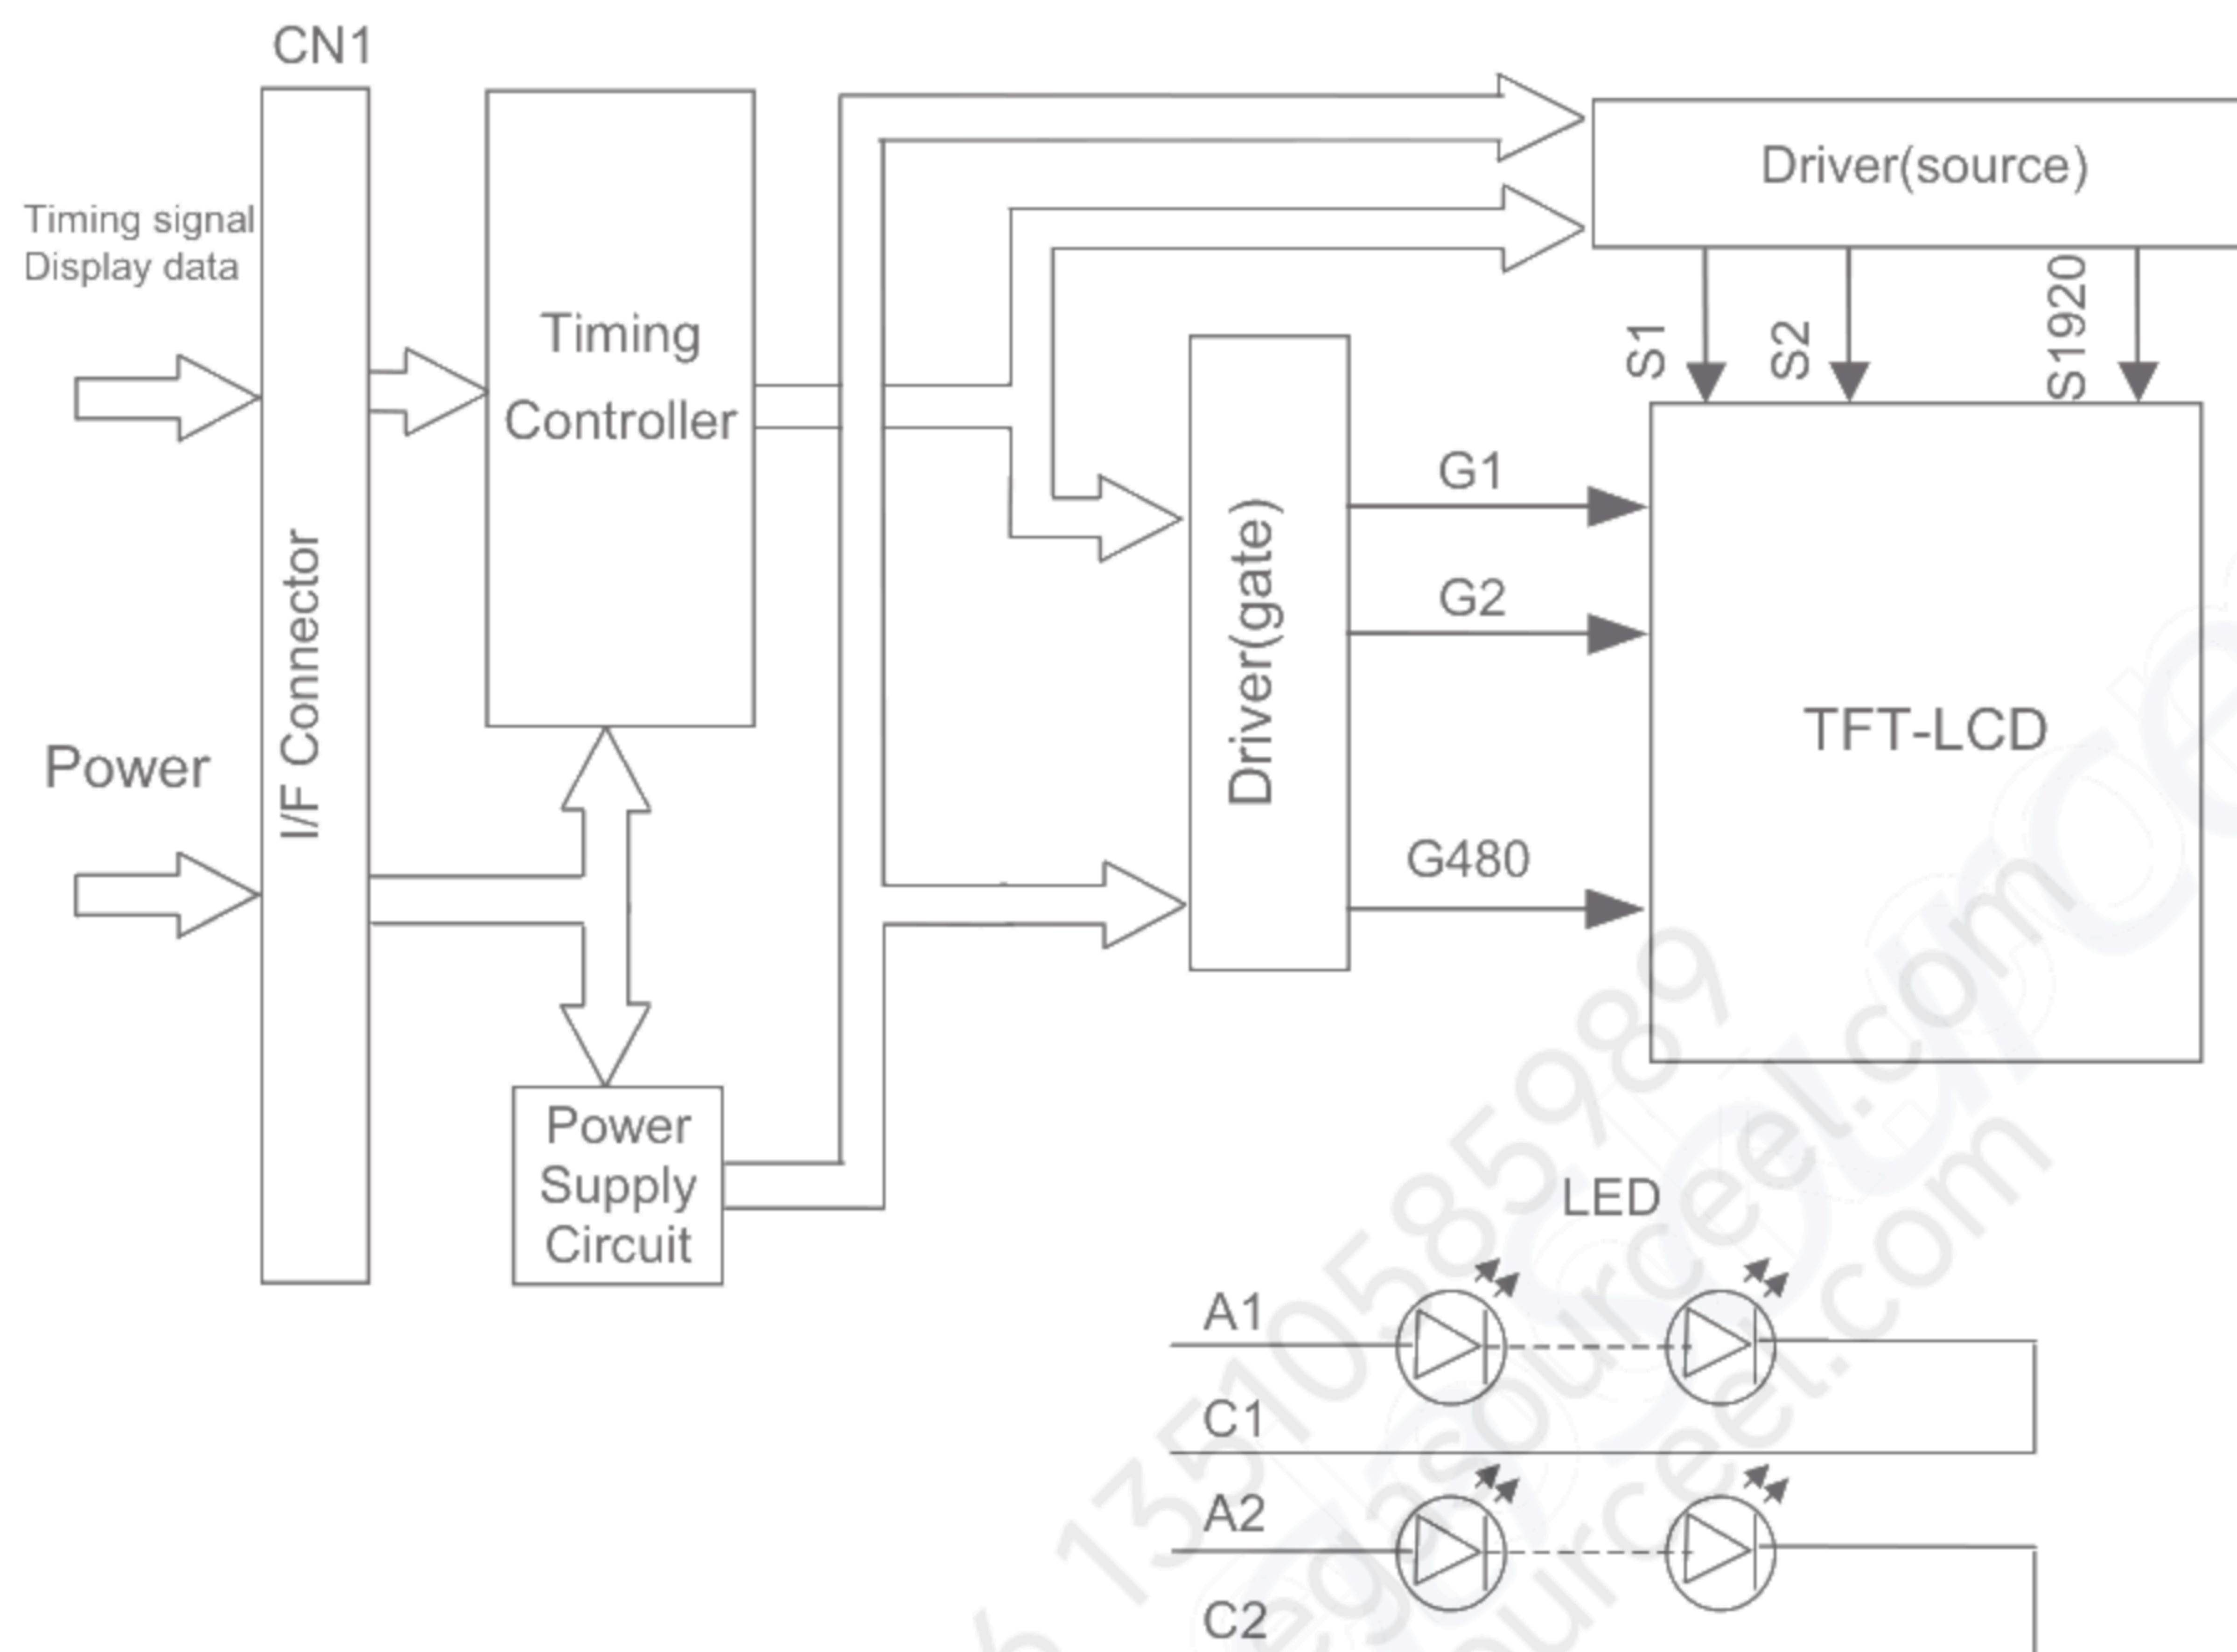 CN1
Timing signal
Display data
Power
I/F Connector
Timing
Controller
Power
Supply
Circuit
Driver(source)
S1
S2
S1920
Driver(gate)
G1
G2
G480
TFT-LCD
LED
A1
C1
A2
C2
13510585989